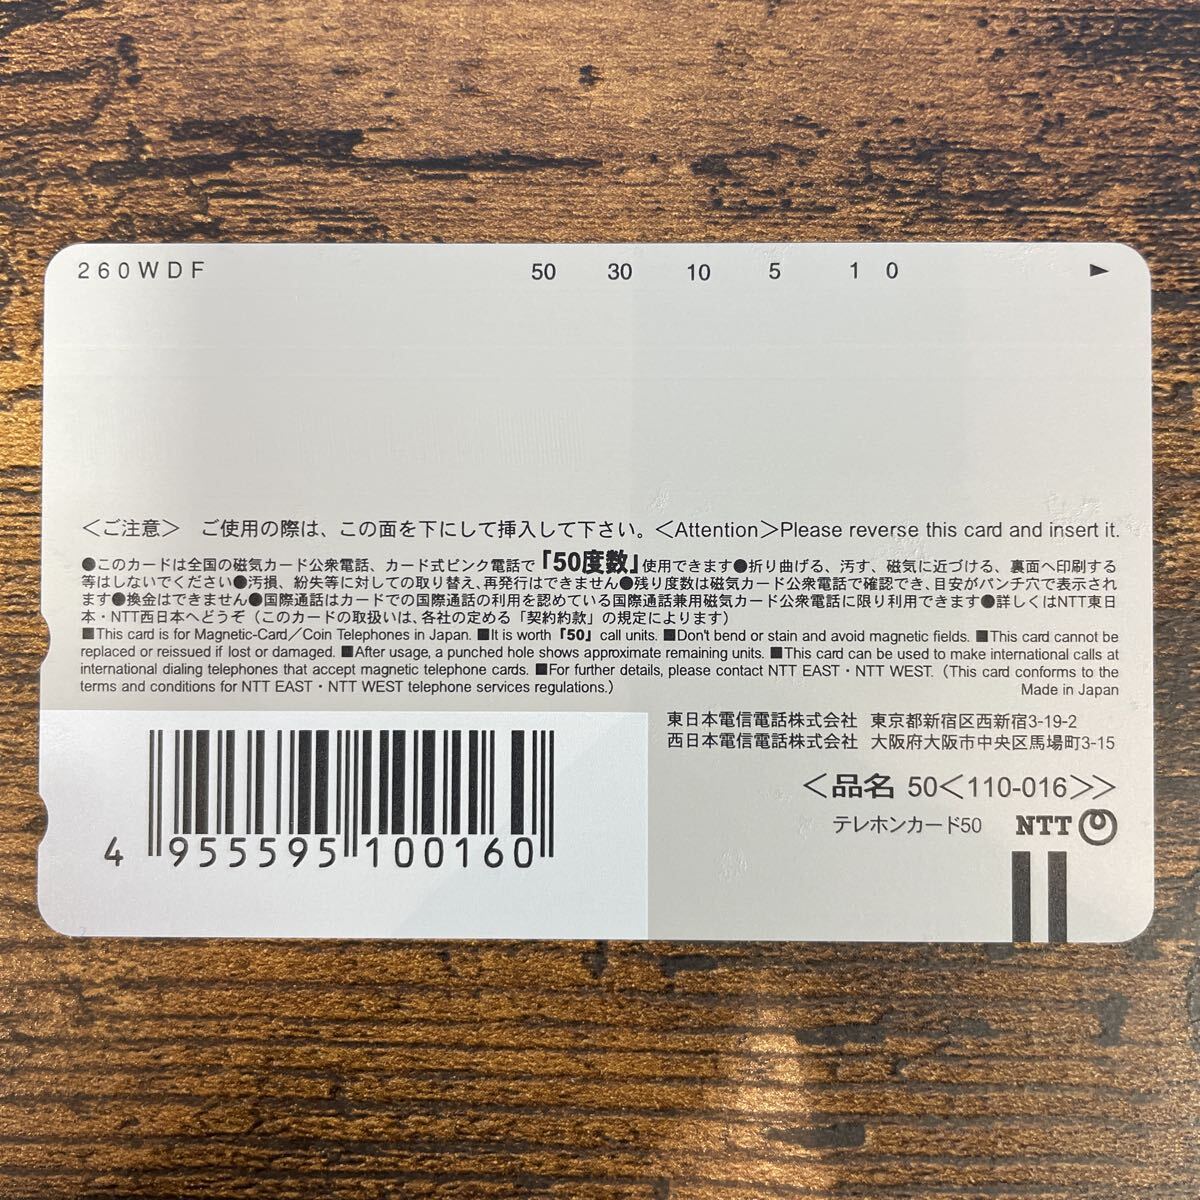 260WDF 50 30 10 5 1 0 ▶
＜ご注意＞ ご使用の際は、この面を下にして挿入して下さい。＜Attention＞Please reverse this card and insert it.
●このカードは全国の磁気カード公衆電話、カード式ピンク電話で『50度数』使用できます●折り曲げる、汚す、磁気に近づける、裏面へ印刷する
等はしないでください●汚損、紛失等に対しての取り替え、再発行はできません●残り度数は磁気カード公衆電話で確認でき、目安がパンチ穴で表示され
ます●換金はできません●国際通話はカードでの国際通話の利用を認めている国際通話兼用磁気カード公衆電話に限り利用できます●詳しくはNTT東日
本・NTT西日本へどうぞ（このカードの取扱いは、各社の定める「契約約款」の規定によります）
■This card is for Magnetic-Card／Coin Telephones in Japan. ■It is worth『50』call units. ■Don't bend or stain and avoid magnetic fields. ■This card cannot be
replaced or reissued if lost or damaged. ■After usage, a punched hole shows approximate remaining units. ■This card can be used to make international calls at
international dialing telephones that accept magnetic telephone cards. ■For further details, please contact NTT EAST・NTT WEST.（This card conforms to the
terms and conditions for NTT EAST・NTT WEST telephone services regulations.）
Made in Japan
東日本電信電話株式会社 東京都新宿区西新宿3-19-2
西日本電信電話株式会社 大阪府大阪市中央区馬場町3-15
＜品名 50＜110-016＞＞
テレホンカード50 NTT
4 955595 100160